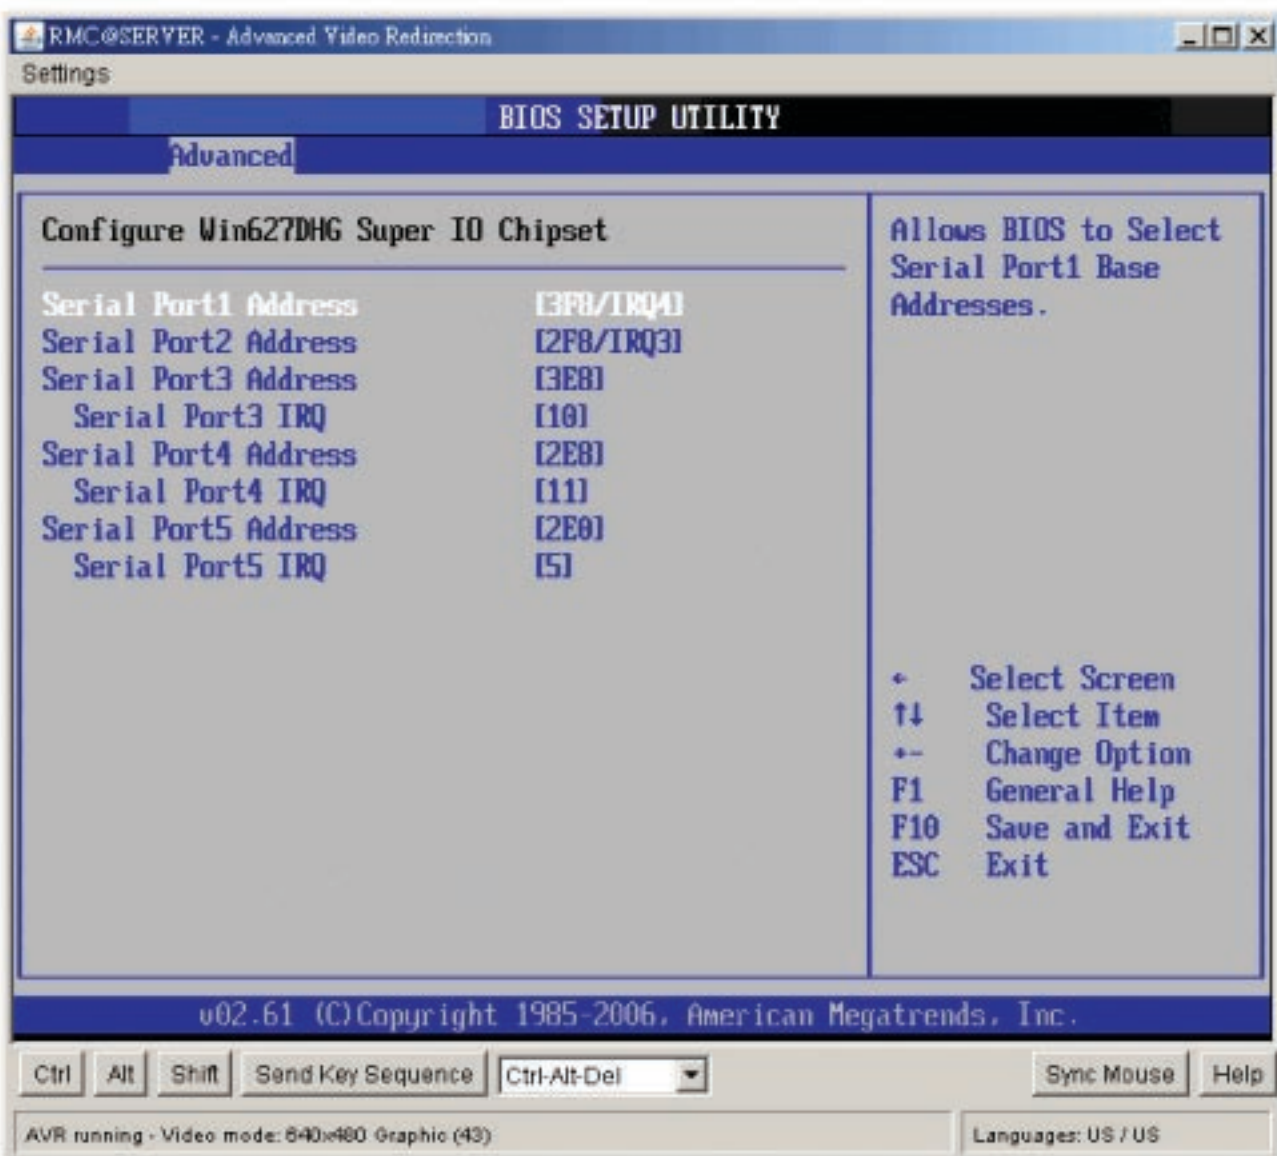 RMC@SERVER - Advanced Video Redirection
Settings
BIOS SETUP UTILITY
Advanced
Configure Win627DHG Super IO Chipset
Serial Port1 Address [3F8/IRQ4]
Serial Port2 Address [2F8/IRQ3]
Serial Port3 Address [3E8]
Serial Port3 IRQ [10]
Serial Port4 Address [2E8]
Serial Port4 IRQ [11]
Serial Port5 Address [2E0]
Serial Port5 IRQ [5]
Allows BIOS to Select
Serial Port1 Base
Addresses.
← Select Screen
↑↓ Select Item
+- Change Option
F1 General Help
F10 Save and Exit
ESC Exit
v02.61 (C)Copyright 1985-2006, American Megatrends, Inc.
Ctrl Alt Shift Send Key Sequence Ctrl-Alt-Del Sync Mouse Help
AVR running - Video mode: 640x480 Graphic (43) Languages: US / US